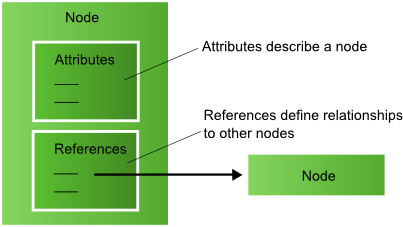 Node
Attributes
Attributes describe a node
References define relationships
to other nodes
References
Node